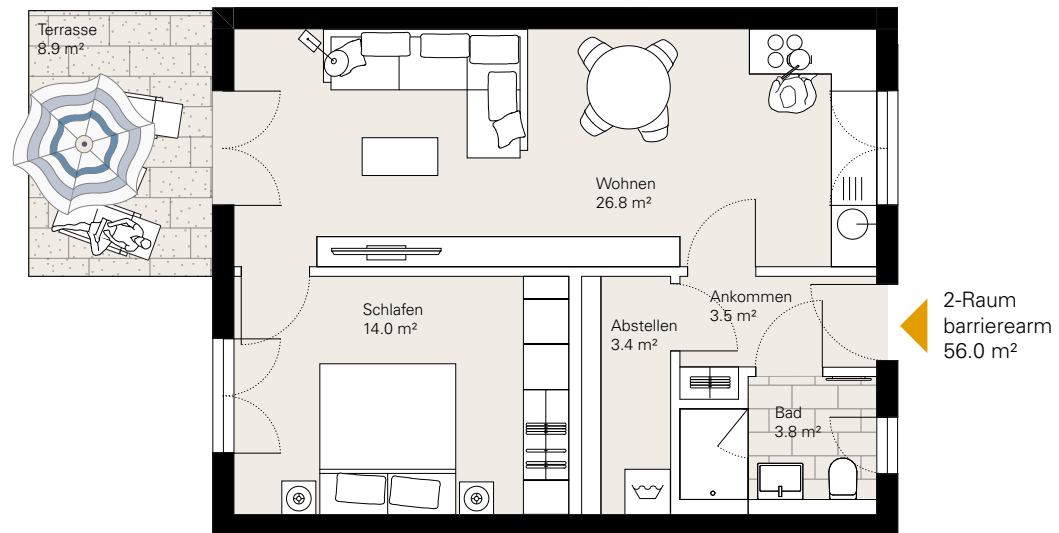 Terrasse
8.9 m²
Wohnen
26.8 m²
Schlafen
14.0 m²
Abstellen
3.4 m²
Ankommen
3.5 m²
Bad
3.8 m²
2-Raum
barrierearm
56.0 m²